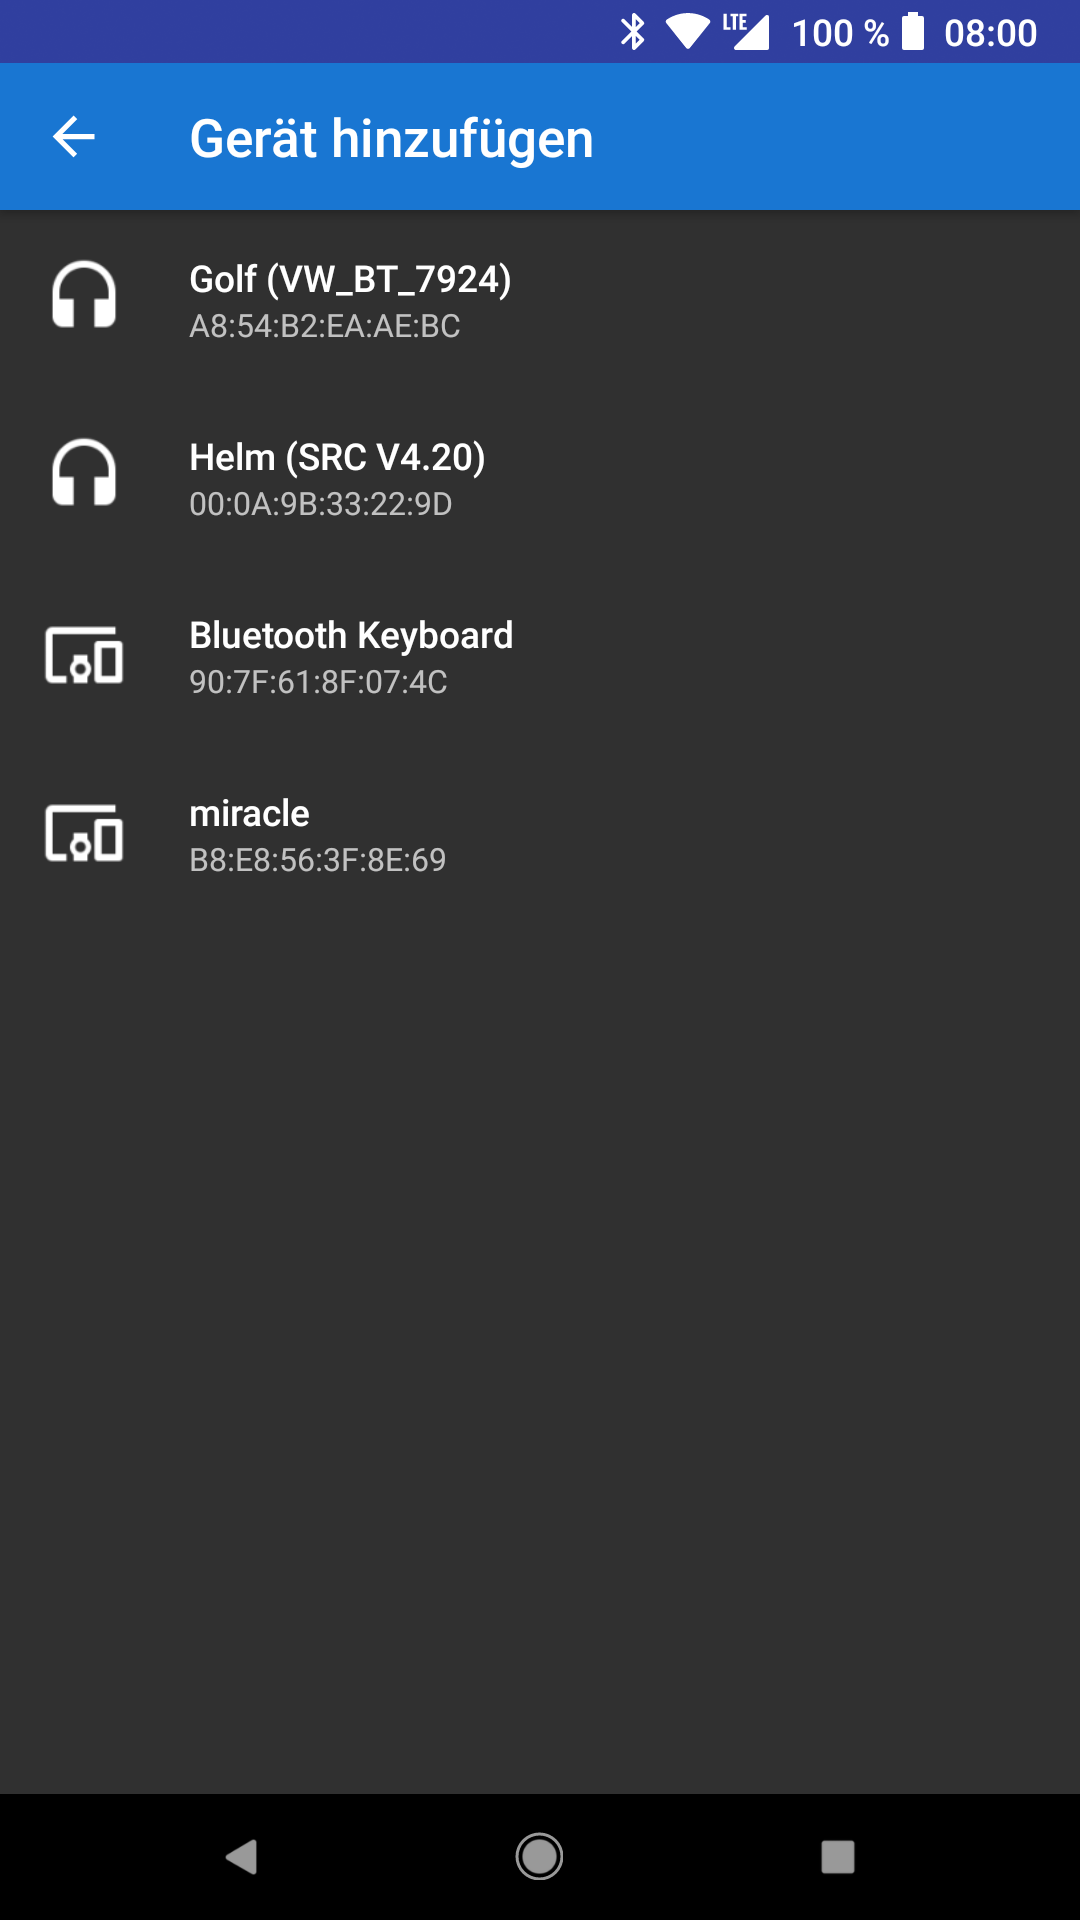 LTE 100 % 08:00
Gerät hinzufügen
Golf (VW_BT_7924)
A8:54:B2:EA:AE:BC
Helm (SRC V4.20)
00:0A:9B:33:22:9D
Bluetooth Keyboard
90:7F:61:8F:07:4C
miracle
B8:E8:56:3F:8E:69